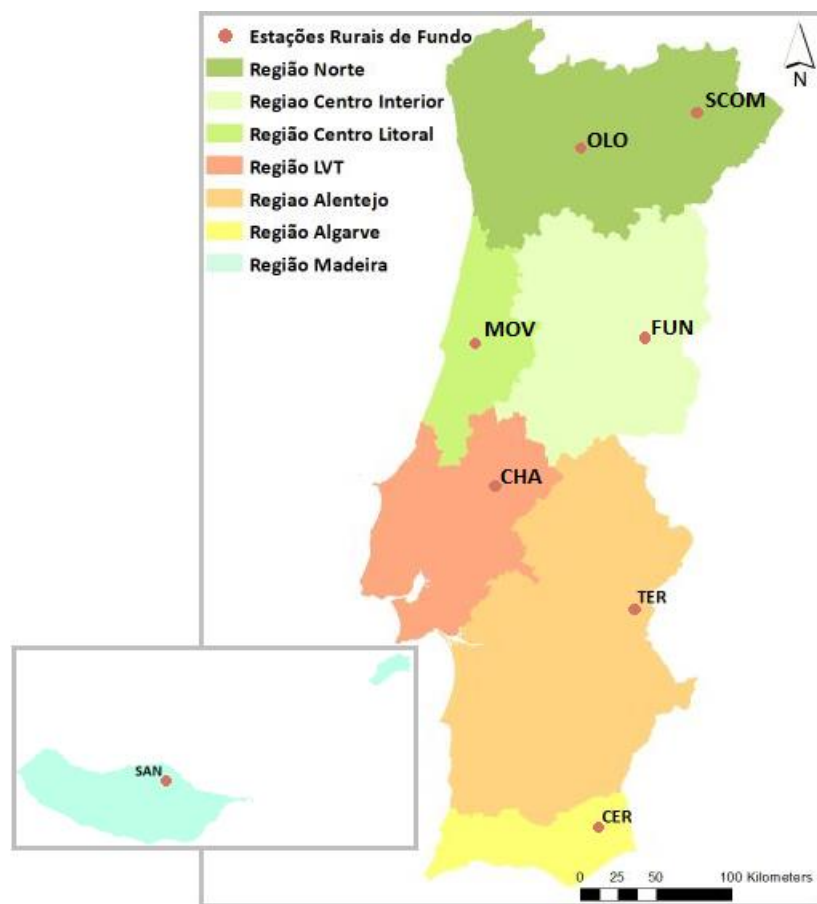 Estações Rurais de Fundo
Região Norte
Regiao Centro Interior
Região Centro Litoral
Região LVT
Regiao Alentejo
Região Algarve
Região Madeira
N
SCOM
OLO
MOV
FUN
CHA
TER
SAN
CER
0 25 50 100 Kilometers